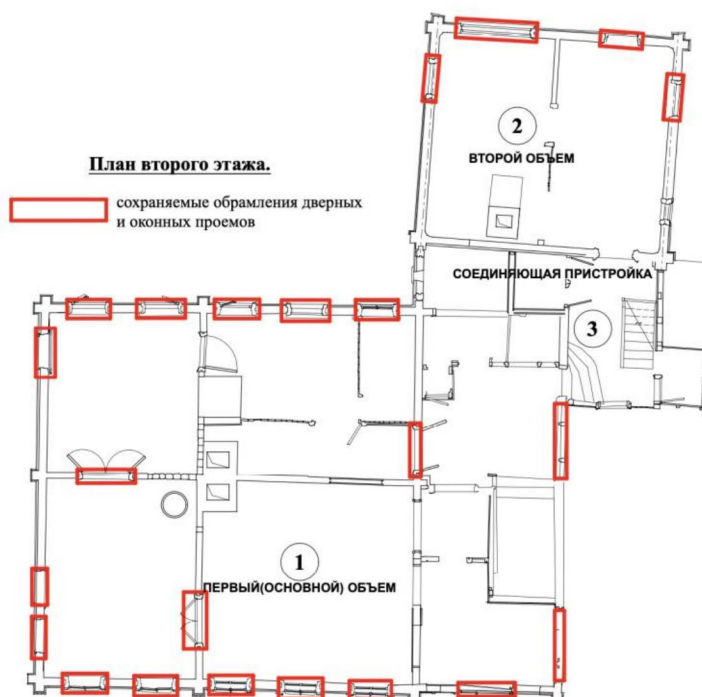 План второго этажа.
сохраняемые обрамления дверных
и оконных проемов
2
ВТОРОЙ ОБЪЕМ
СОЕДИНЯЮЩАЯ ПРИСТРОЙКА
3
1
ПЕРВЫЙ(ОСНОВНОЙ) ОБЪЕМ